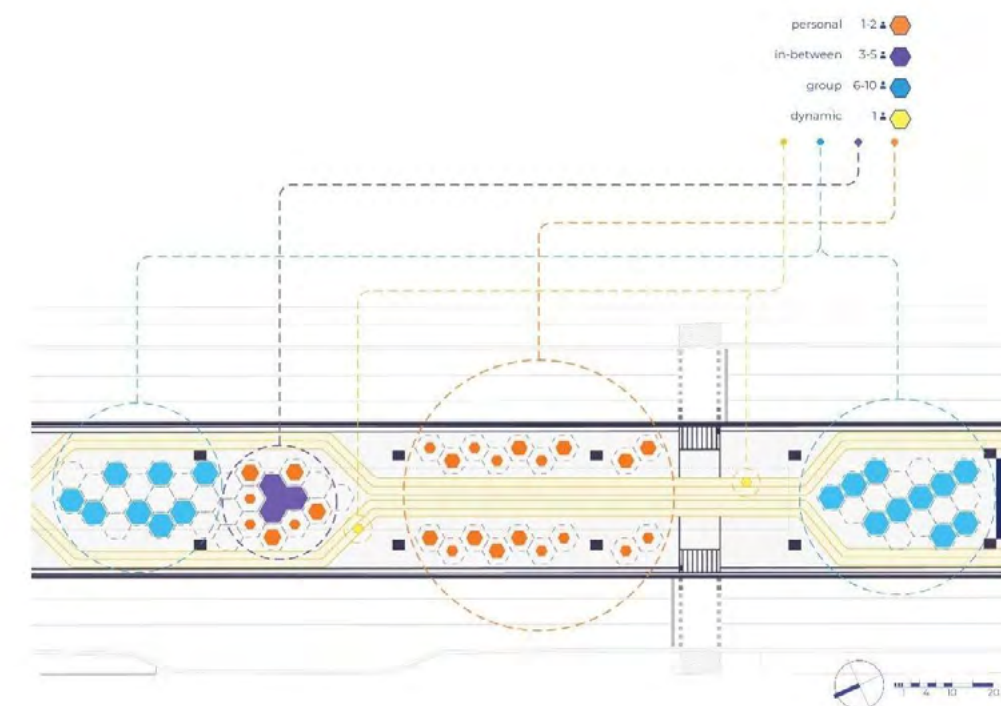 personal 1-2
in-between 3-5
group 6-10
dynamic 1
1 4 10 20